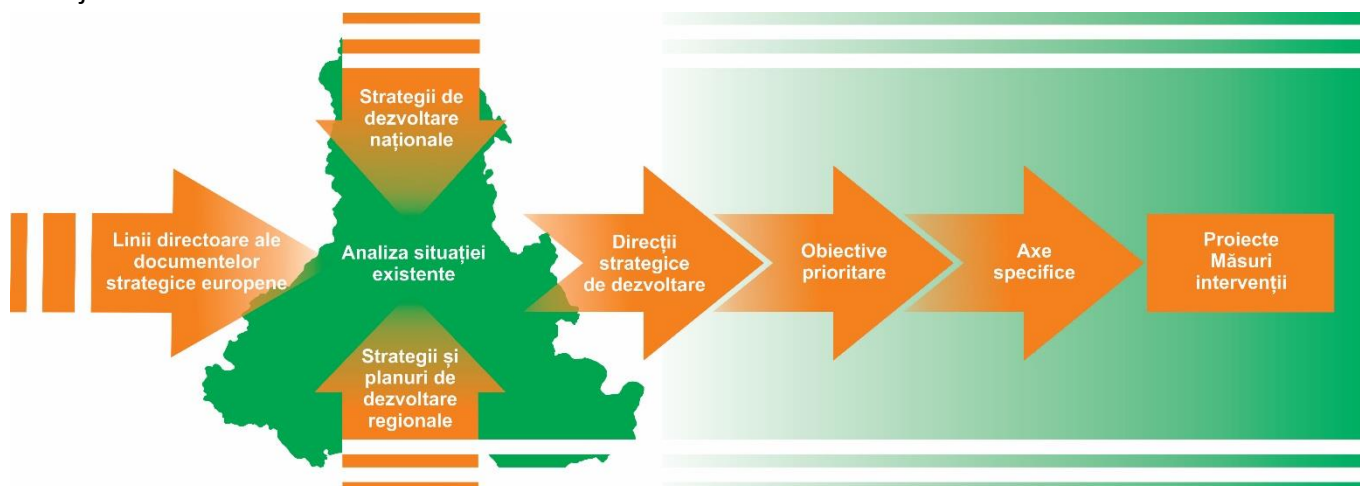 Strategii de
dezvoltare
naționale
Linii directoare ale
documentelor
strategice europene
Analiza situației
existente
Strategii și
planuri de
dezvoltare
regionale
Direcții
strategice
de dezvoltare
Obiective
prioritare
Axe
specifice
Proiecte
Măsuri
intervenții